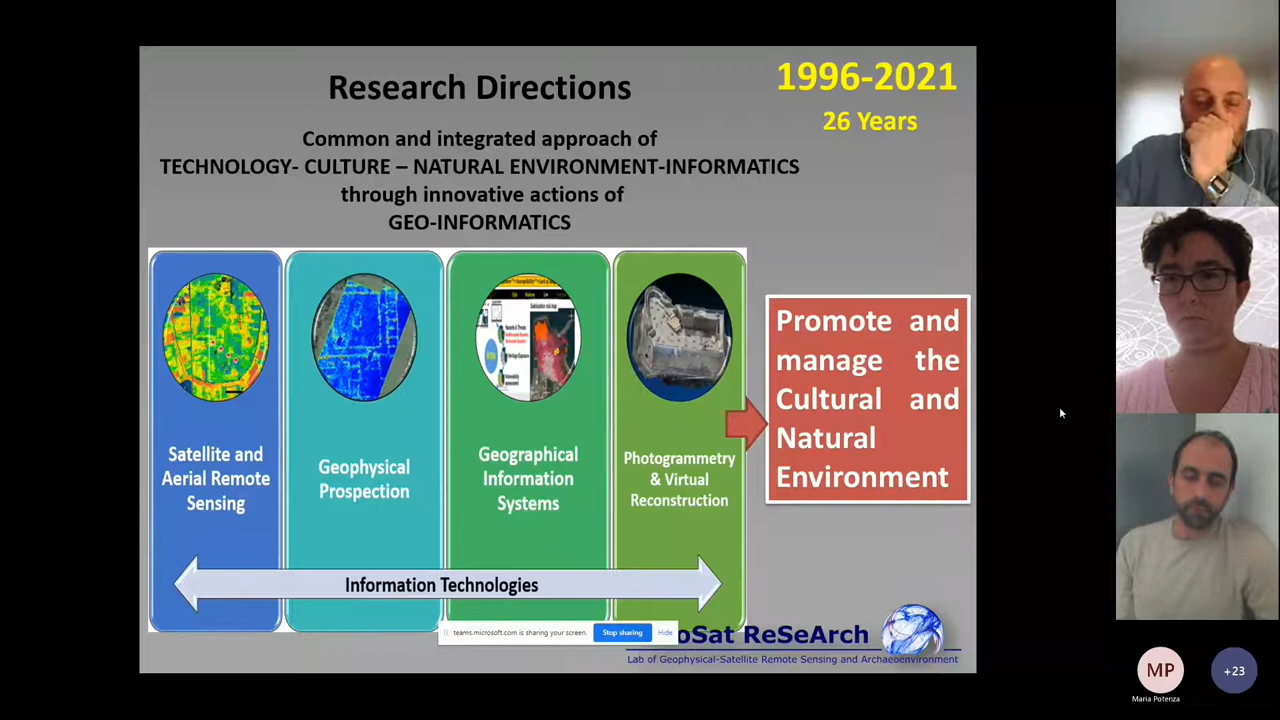 Research Directions
1996-2021
26 Years
Common and integrated approach of
TECHNOLOGY- CULTURE – NATURAL ENVIRONMENT-INFORMATICS
through innovative actions of
GEO-INFORMATICS
Satellite and
Aerial Remote
Sensing
Geophysical
Prospection
Geographical
Information
Systems
Photogrammetry
& Virtual
Reconstruction
Promote and
manage the
Cultural and
Natural
Environment
Information Technologies
teams.microsoft.com is sharing your screen.
Stop sharing
Hide
oSat ReSeArch
Lab of Geophysical-Satellite Remote Sensing and Archaeoenvironment
MP
+23
Maria Potenza